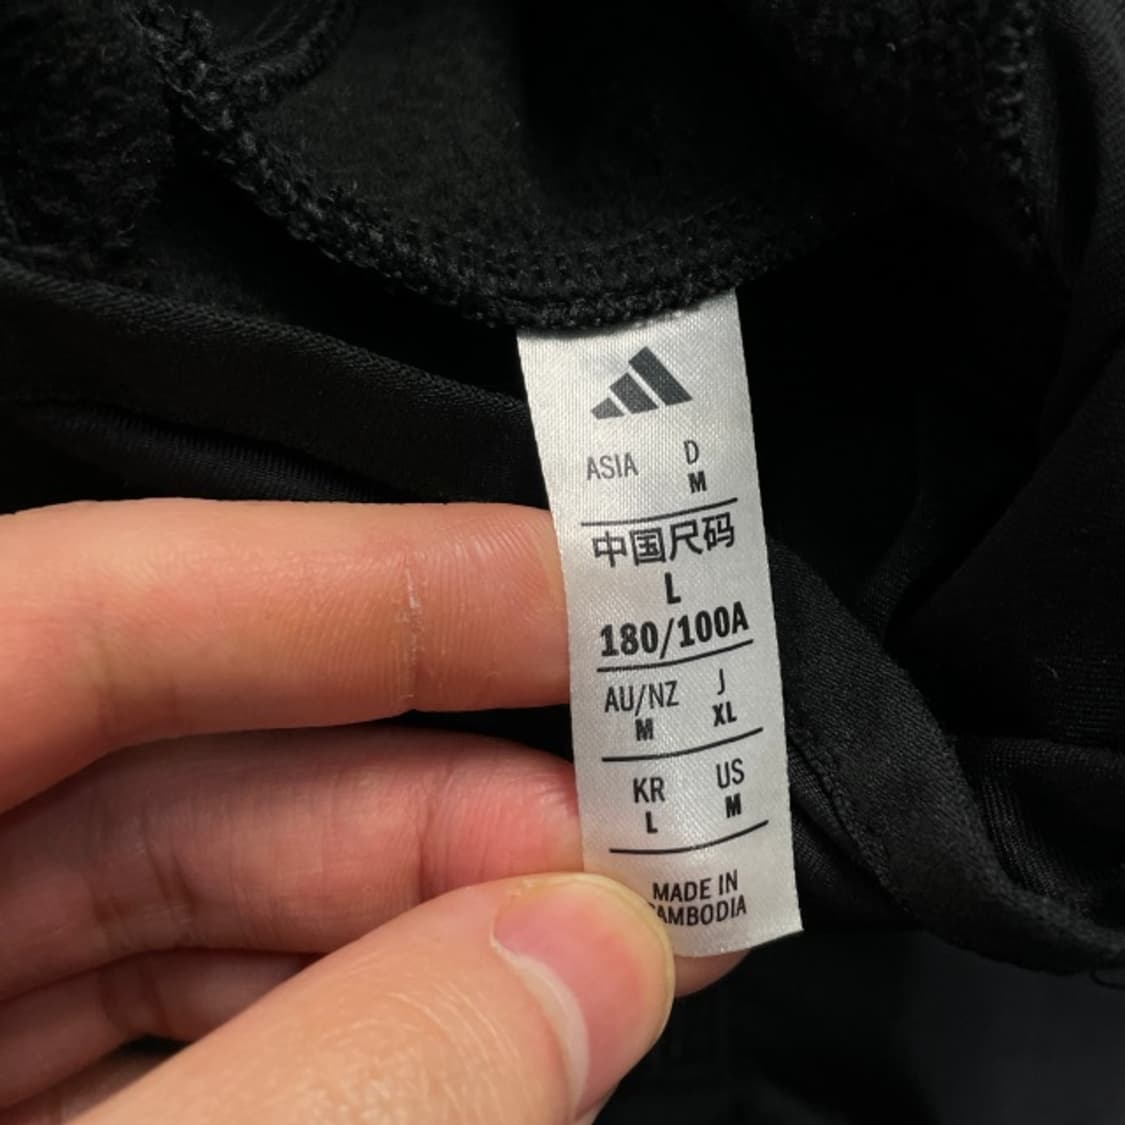 ASIA D
M
中国尺码
L
180/100A
AU/NZ J
M XL
KR US
L M
MADE IN
CAMBODIA